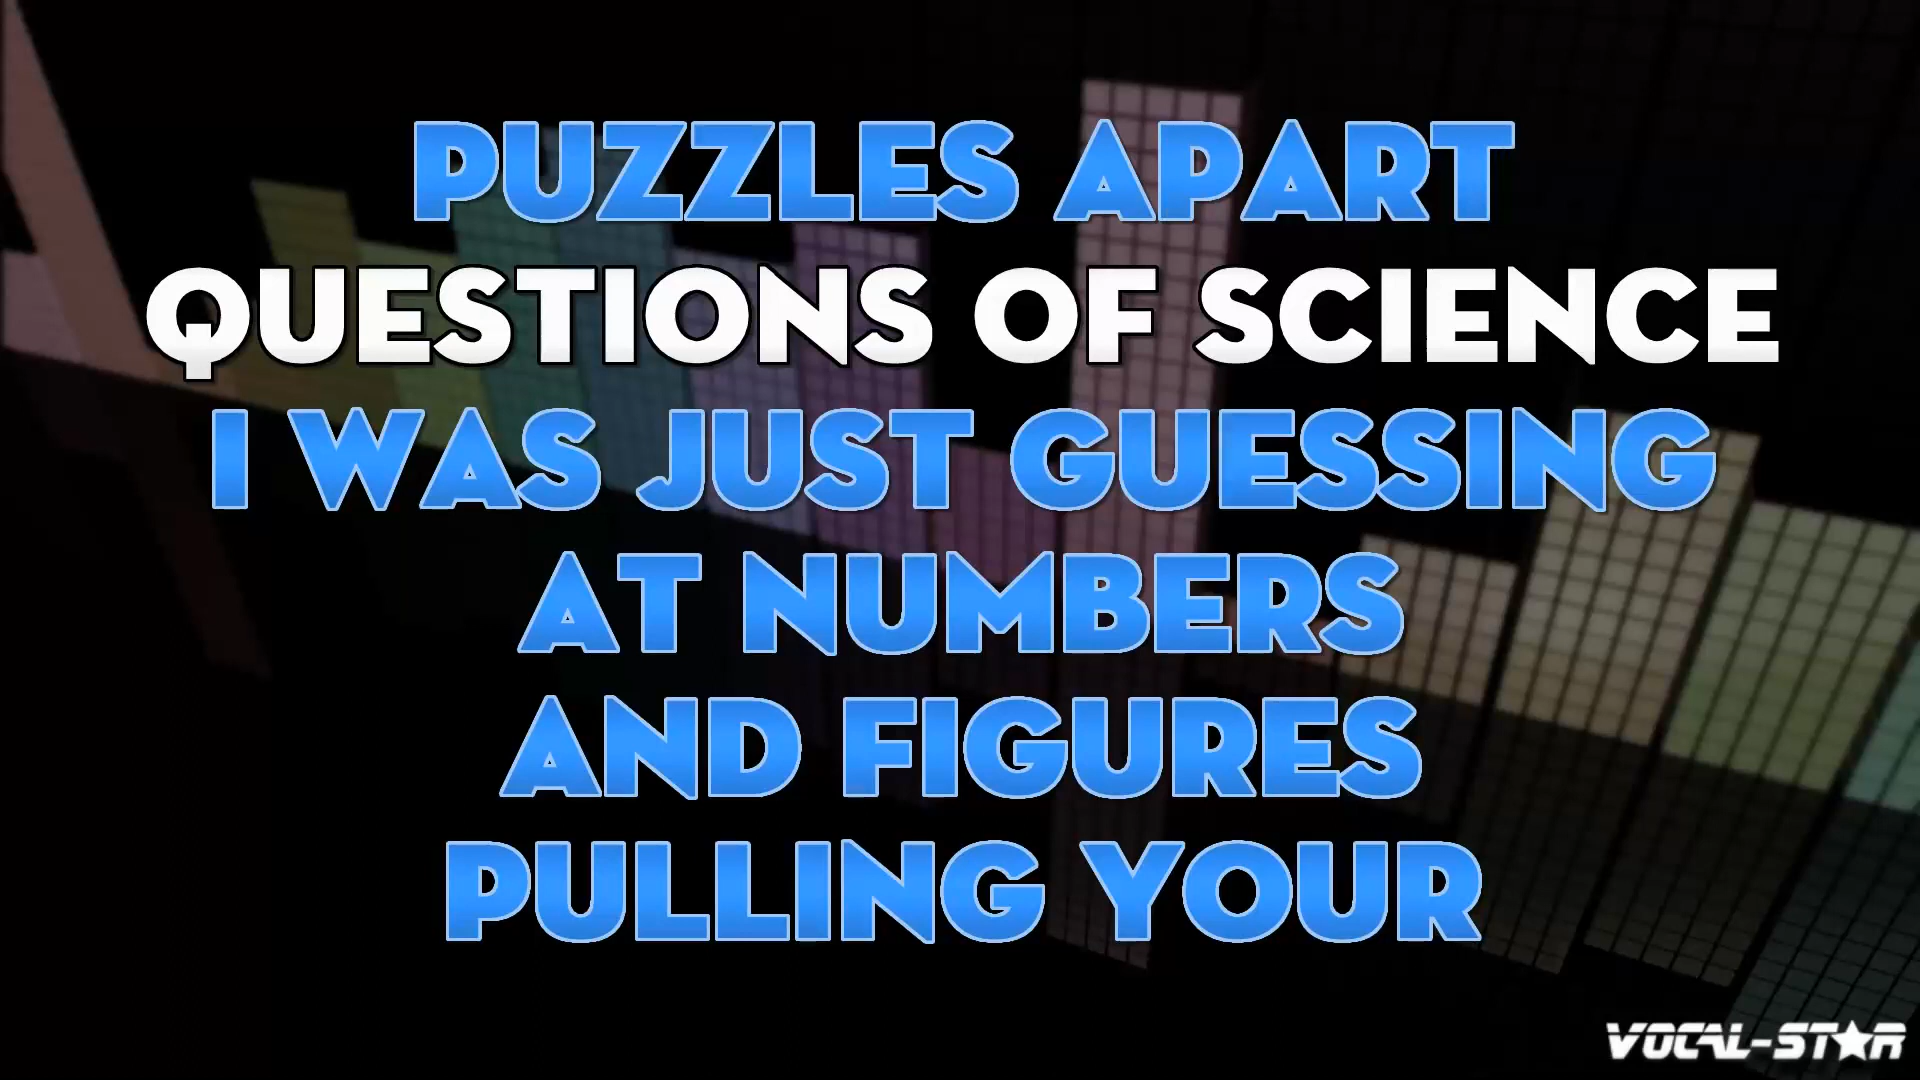 PUZZLES APART
QUESTIONS OF SCIENCE
I WAS JUST GUESSING
AT NUMBERS
AND FIGURES
PULLING YOUR
VOCAL-STAR